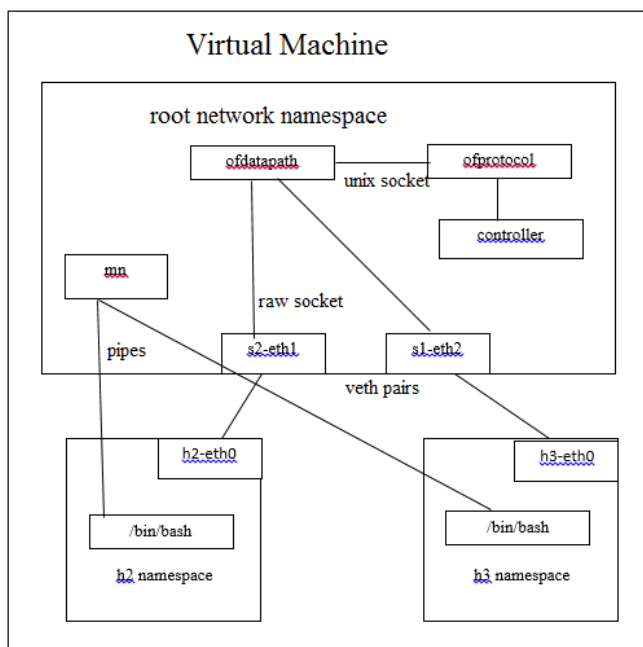 Virtual Machine
root network namespace
ofdatapath
ofprotocol
unix socket
controller
mn
raw socket
pipes
s2-eth1
s1-eth2
veth pairs
h2-eth0
h3-eth0
/bin/bash
/bin/bash
h2 namespace
h3 namespace